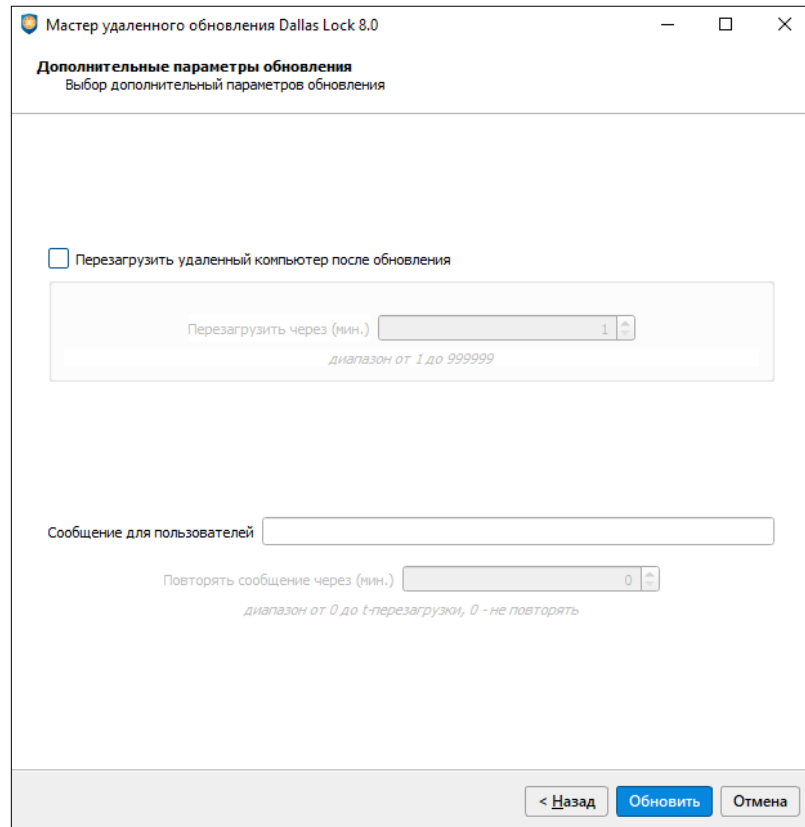 Мастер удаленного обновления Dallas Lock 8.0
Дополнительные параметры обновления
Выбор дополнительный параметров обновления
Перезагрузить удаленный компьютер после обновления
Перезагрузить через (мин.) 1
диапазон от 1 до 999999
Сообщение для пользователей
Повторять сообщение через (мин.) 0
диапазон от 0 до t-перезагрузки, 0 - не повторять
< Назад Обновить Отмена